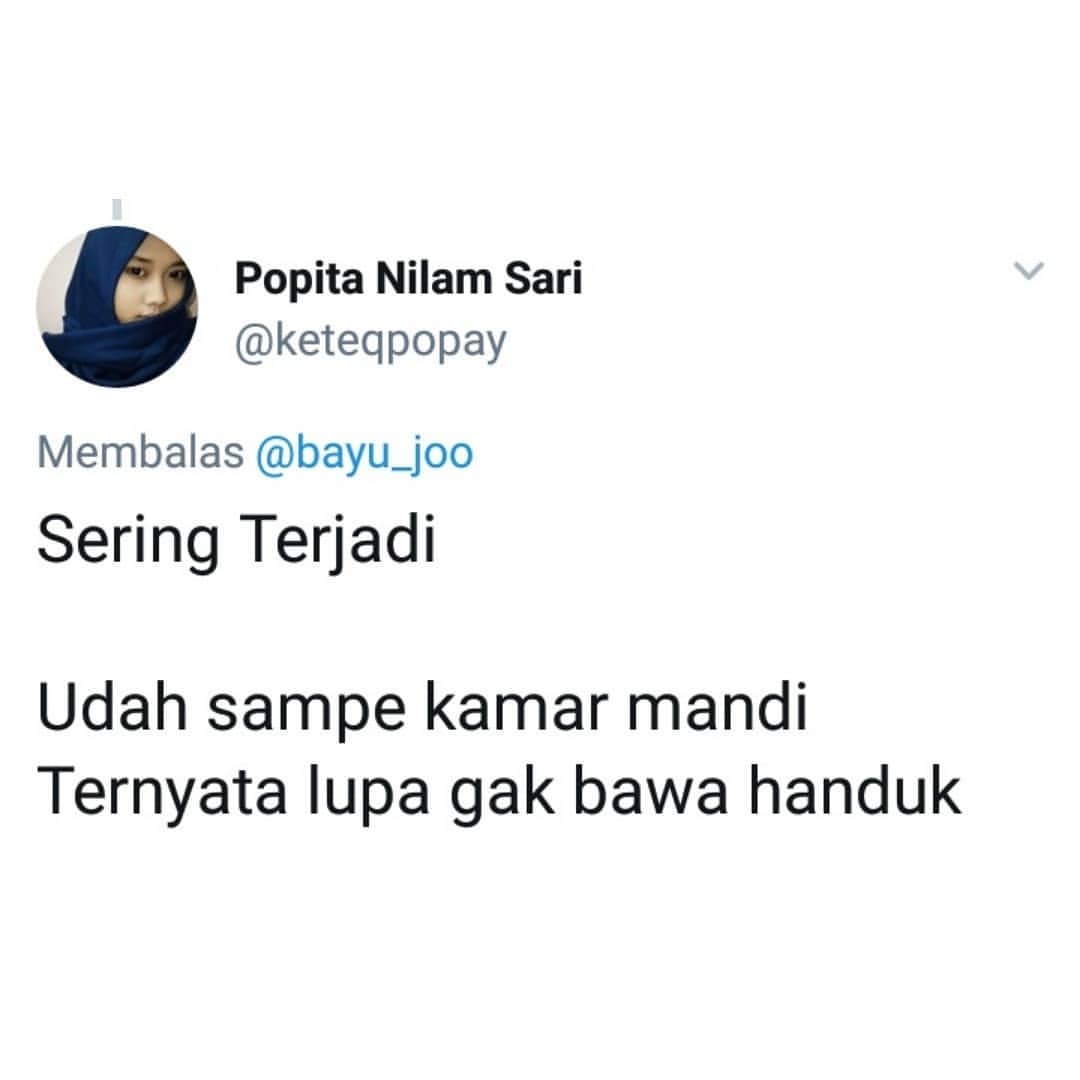 Popita Nilam Sari
@keteqpopay
Membalas @bayu_joo
Sering Terjadi
Udah sampe kamar mandi
Ternyata lupa gak bawa handuk